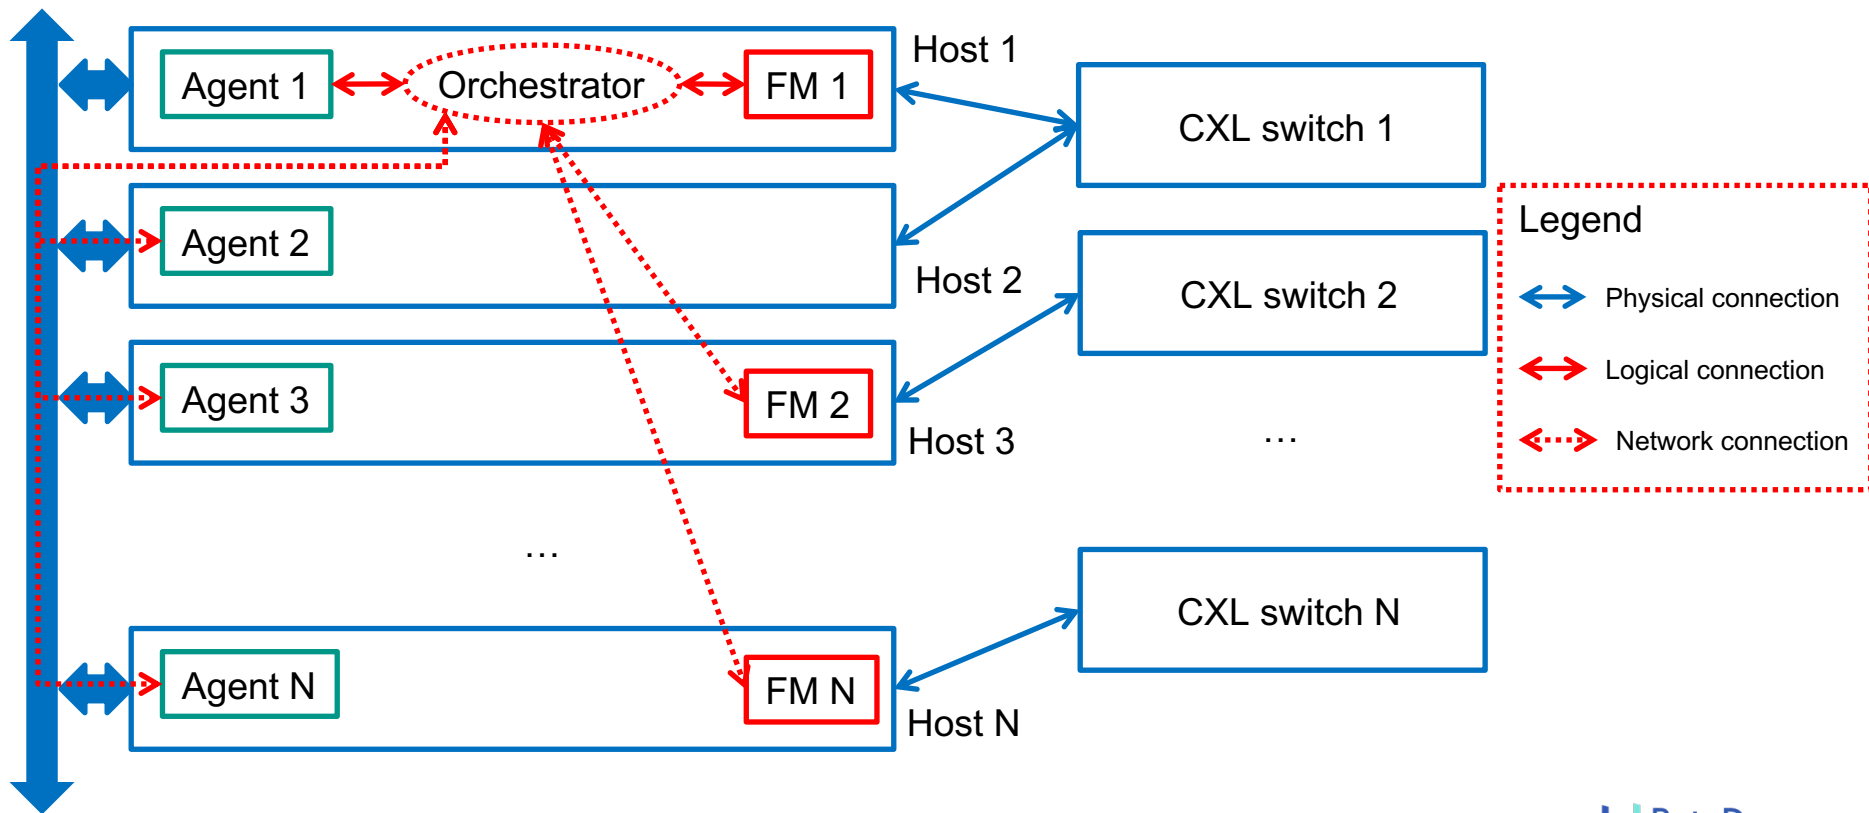 Host 1
Agent 1
Orchestrator
FM 1
CXL switch 1
Agent 2
Host 2
CXL switch 2
Legend
Physical connection
Logical connection
Network connection
Agent 3
FM 2
Host 3
...
...
CXL switch N
Agent N
FM N
Host N